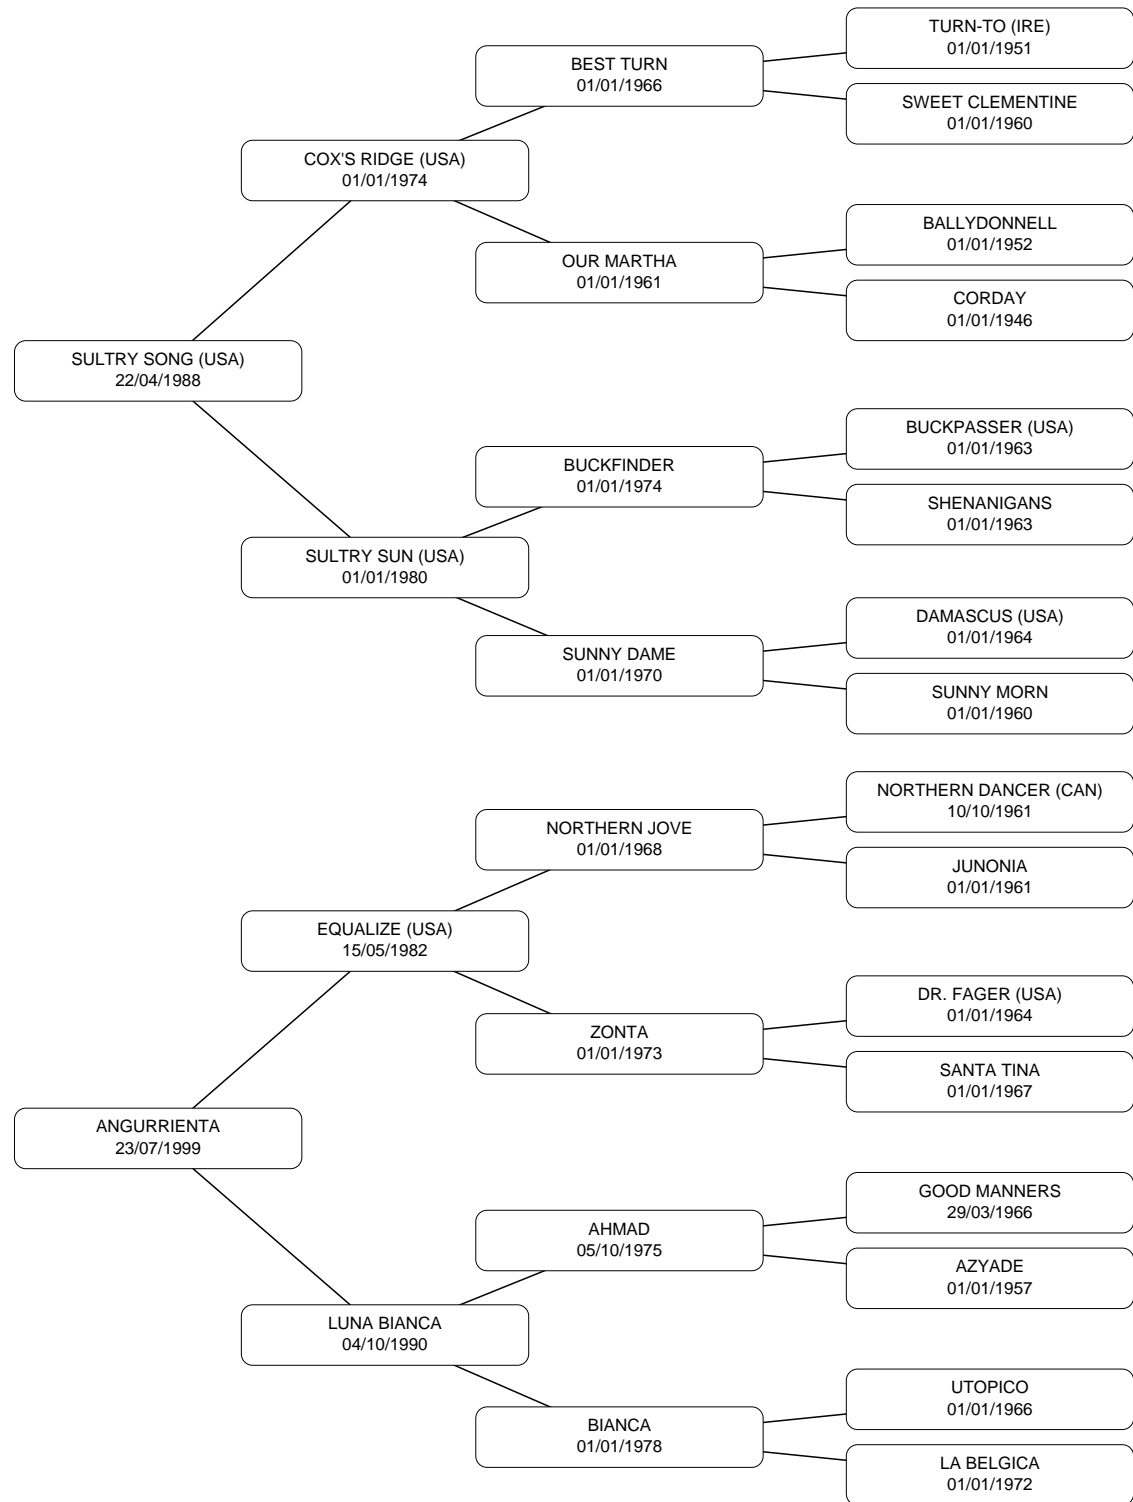 TURN-TO (IRE)
01/01/1951
BEST TURN
01/01/1966
SWEET CLEMENTINE
01/01/1960
COX'S RIDGE (USA)
01/01/1974
BALLYDONNELL
01/01/1952
OUR MARTHA
01/01/1961
CORDAY
01/01/1946
SULTRY SONG (USA)
22/04/1988
BUCKPASSER (USA)
01/01/1963
BUCKFINDER
01/01/1974
SHENANIGANS
01/01/1963
SULTRY SUN (USA)
01/01/1980
DAMASCUS (USA)
01/01/1964
SUNNY DAME
01/01/1970
SUNNY MORN
01/01/1960
NORTHERN DANCER (CAN)
10/10/1961
NORTHERN JOVE
01/01/1968
JUNONIA
01/01/1961
EQUALIZE (USA)
15/05/1982
DR. FAGER (USA)
01/01/1964
ZONTA
01/01/1973
SANTA TINA
01/01/1967
ANGURRIENTA
23/07/1999
GOOD MANNERS
29/03/1966
AHMAD
05/10/1975
AZYADE
01/01/1957
LUNA BIANCA
04/10/1990
UTOPICO
01/01/1966
BIANCA
01/01/1978
LA BELGICA
01/01/1972